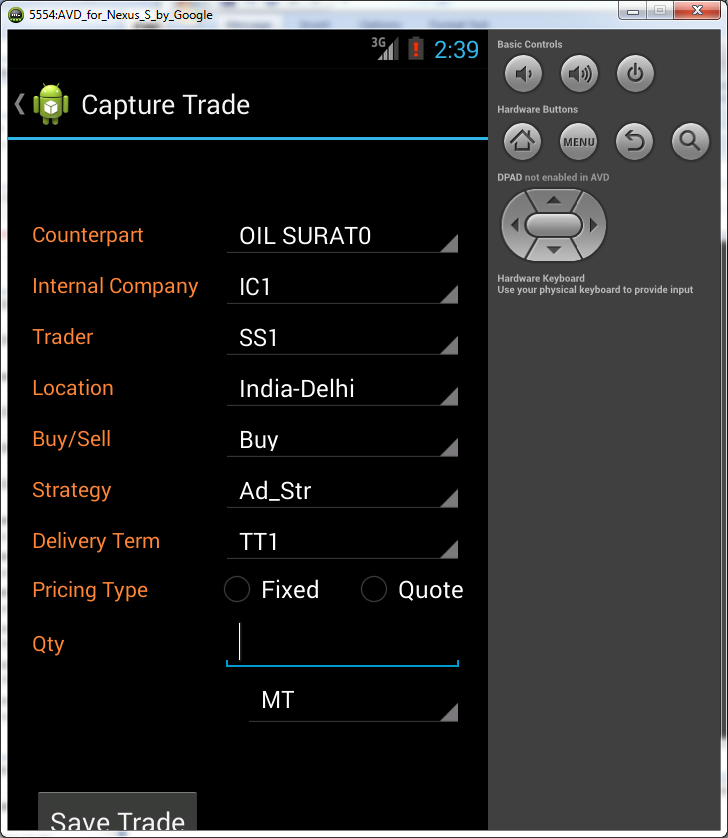 5554:AVD_for_Nexus_S_by_Google
3G 2:39
Capture Trade
Counterpart OIL SURAT0
Internal Company IC1
Trader SS1
Location India-Delhi
Buy/Sell Buy
Strategy Ad_Str
Delivery Term TT1
Pricing Type Fixed Quote
Qty
MT
Save Trade
Basic Controls
Hardware Buttons
MENU
DPAD not enabled in AVD
Hardware Keyboard
Use your physical keyboard to provide input